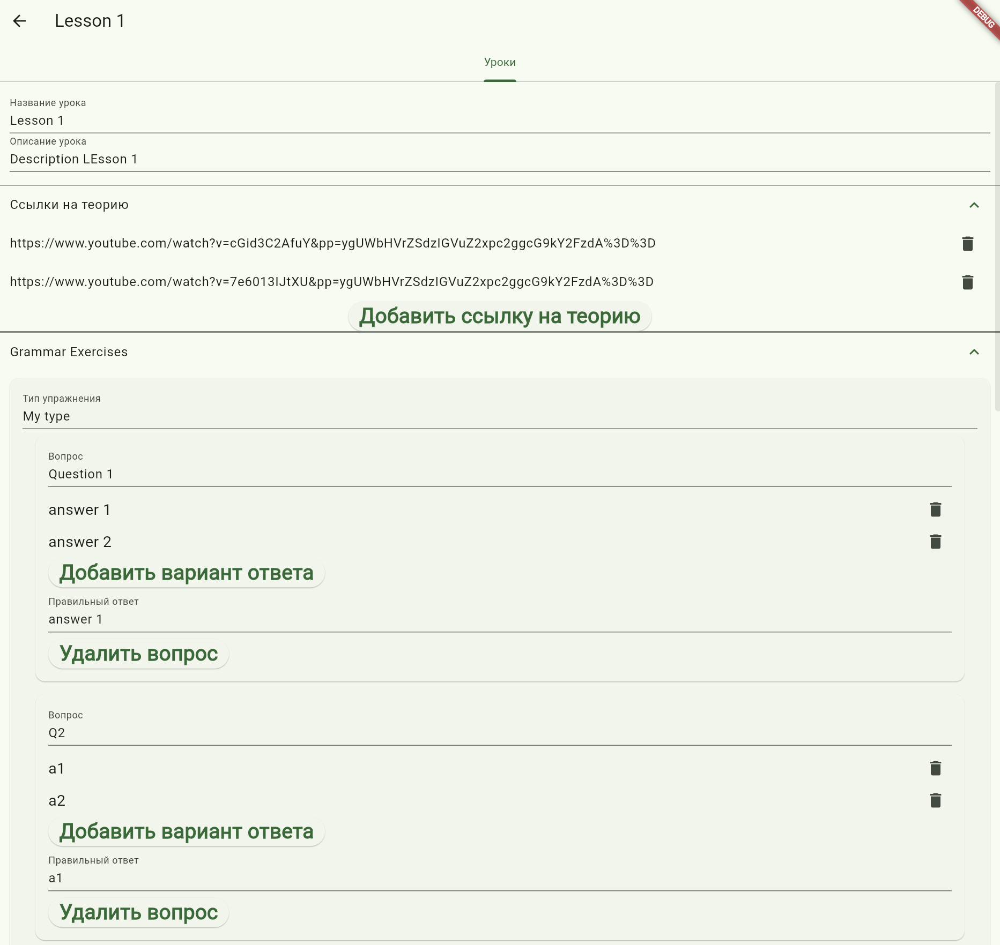 Lesson 1
DEBUG
Уроки
Название урока
Lesson 1
Описание урока
Description LEsson 1
Ссылки на теорию
https://www.youtube.com/watch?v=cGid3C2AfuY&pp=ygUWbHVrZSdzIGVuZ2xpc2ggcG9kY2FzdA%3D%3D
https://www.youtube.com/watch?v=7e6013IJtXU&pp=ygUWbHVrZSdzIGVuZ2xpc2ggcG9kY2FzdA%3D%3D
Добавить ссылку на теорию
Grammar Exercises
Тип упражнения
My type
Вопрос
Question 1
answer 1
answer 2
Добавить вариант ответа
Правильный ответ
answer 1
Удалить вопрос
Вопрос
Q2
a1
a2
Добавить вариант ответа
Правильный ответ
a1
Удалить вопрос